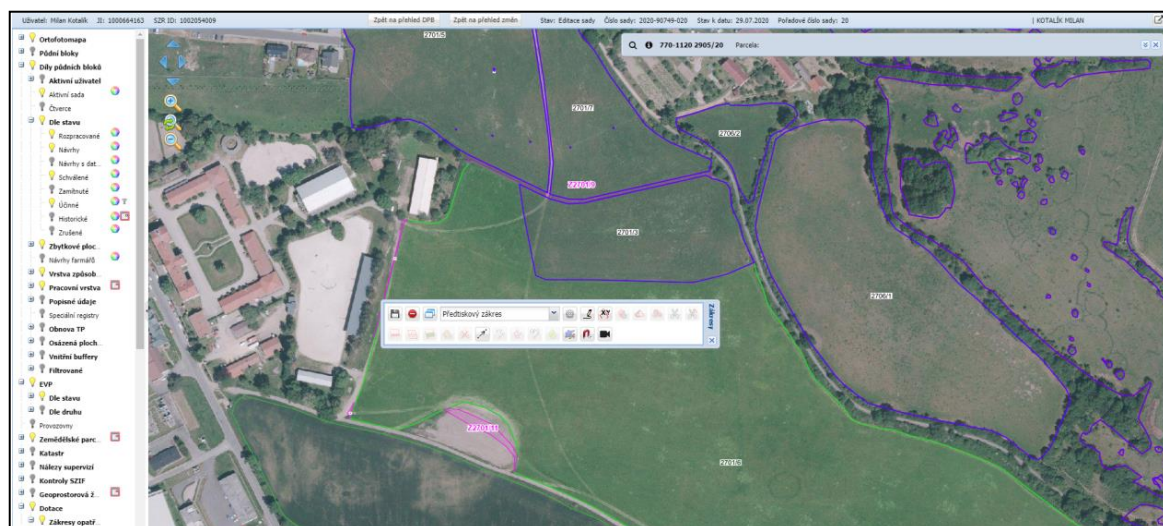 Uživatel: Milan Kotalík JI: 1000664163 SZR ID: 1002054009 Zpět na přehled DPB Zpět na přehled změn Stav: Editace sady Číslo sady: 2020-90749-020 Stav k datu: 29.07.2020 Pořadové číslo sady: 20 | KOTALÍK MILAN
770-1120 2905/20 Parcela:
Ortofotomapa
Půdní bloky
Díly půdních bloků
Aktivní uživatel
Aktivní sada
Čtverce
Dle stavu
Rozpracované
Návrhy
Návrhy s dat...
Schválené
Zamítnuté
Účinné
Historické
Zrušené
Zbytkové ploc...
Návrhy farmářů
Vrstva způsob...
Pracovní vrstva
Popisné údaje
Speciální registry
Obnova TP
Osázená ploch...
Vnitřní buffery
Filtrované
EVP
Dle stavu
Dle druhu
Provozovny
Zemědělské parc...
Katastr
Nálezy supervizí
Kontroly SZIF
Geoprostorová ž...
Dotace
Zákresy opatř...
2701/5
2701/7
2706/2
Z2701/9
2701/3
2706/1
Předtiskový zákres
XY
Zákresy
Z2701/11
2701/6